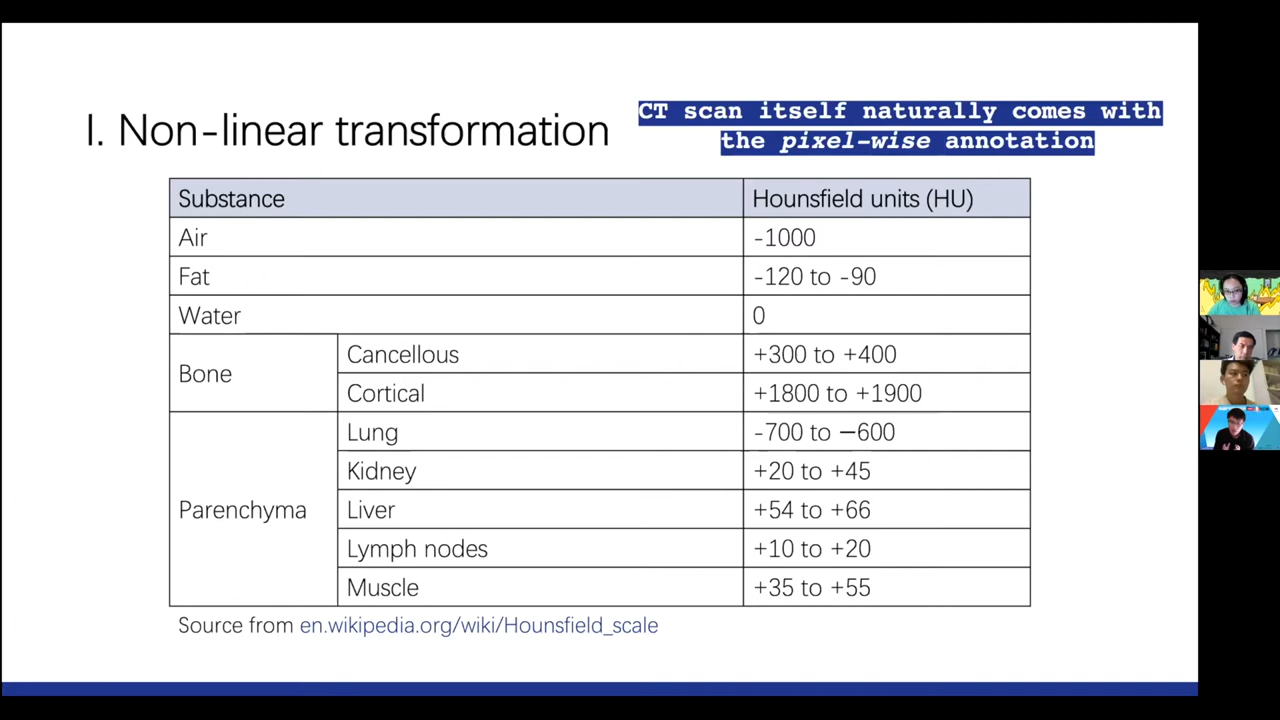 I. Non-linear transformation
CT scan itself naturally comes with
the pixel-wise annotation
Substance Hounsfield units (HU)
Air -1000
Fat -120 to -90
Water 0
Bone
Cancellous +300 to +400
Cortical +1800 to +1900
Parenchyma
Lung -700 to −600
Kidney +20 to +45
Liver +54 to +66
Lymph nodes +10 to +20
Muscle +35 to +55
Source from en.wikipedia.org/wiki/Hounsfield_scale